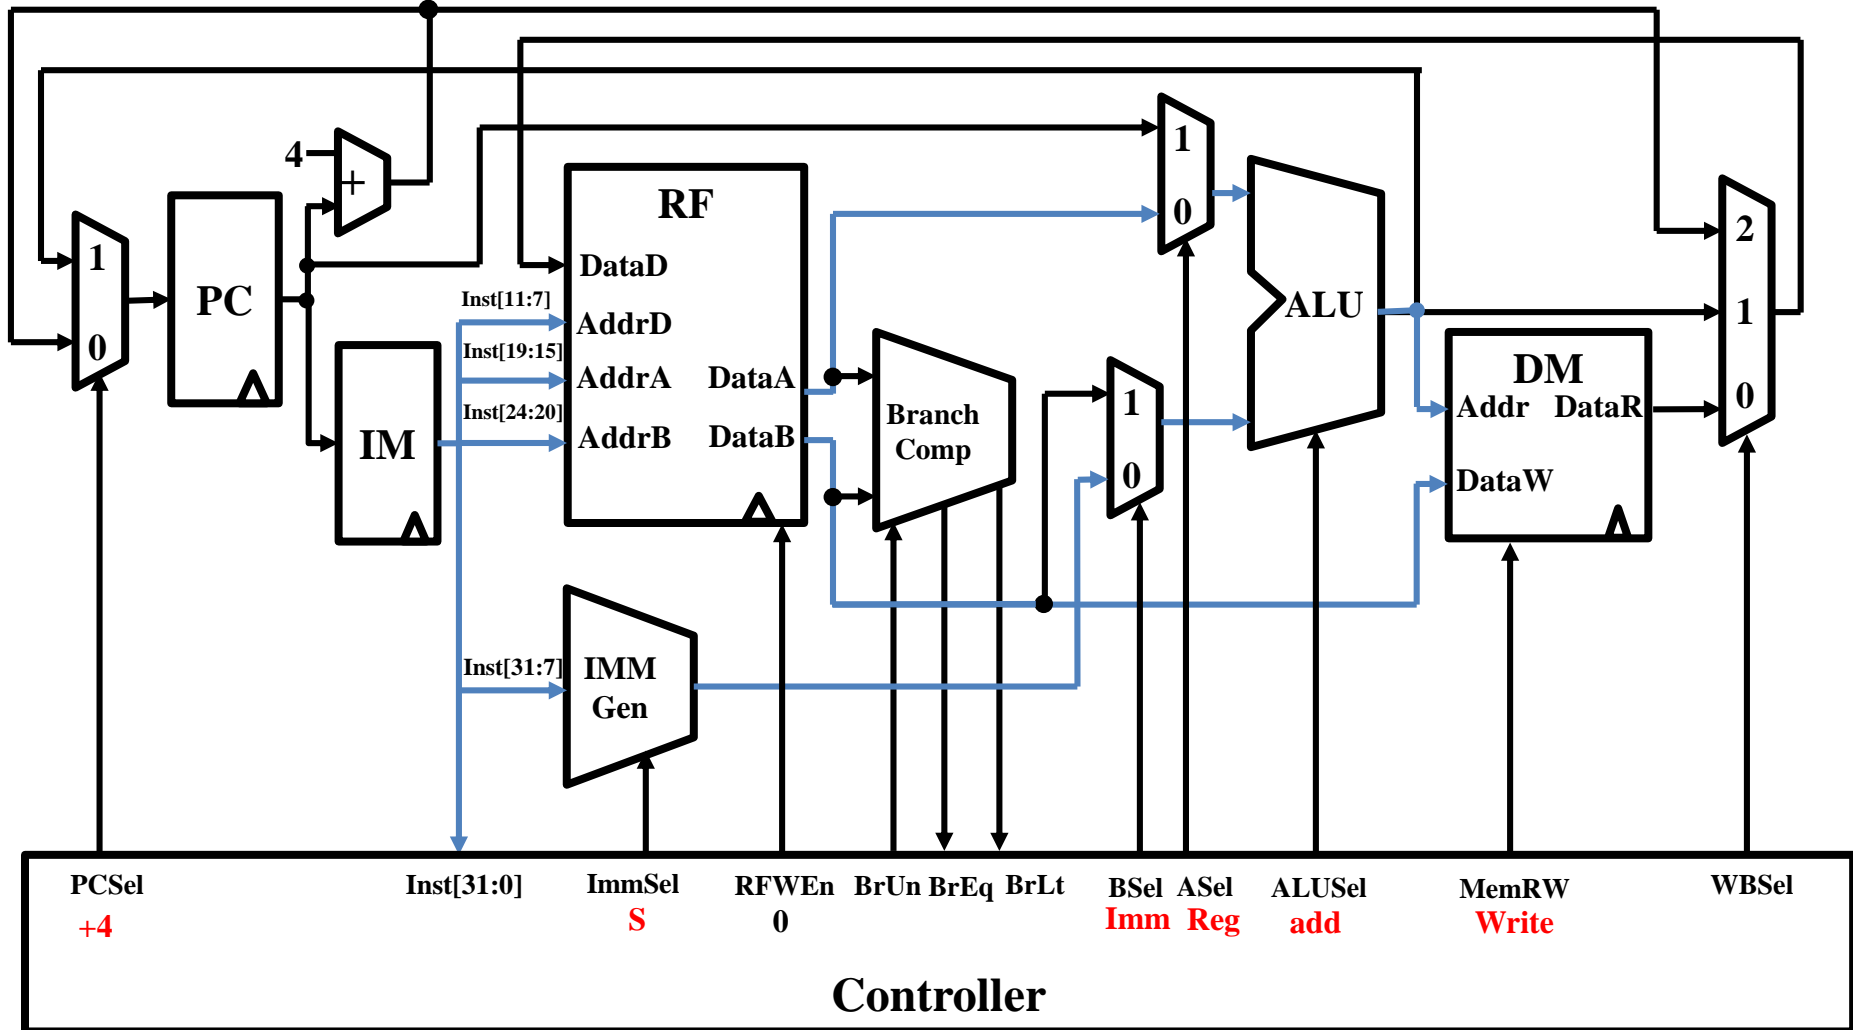 4
+
1
0
PC
IM
Inst[11:7]
Inst[19:15]
Inst[24:20]
Inst[31:7]
RF
DataD
AddrD
AddrA
AddrB
DataA
DataB
IMM
Gen
Branch
Comp
1
0
1
0
ALU
DM
Addr
DataR
DataW
2
1
0
PCSel
+4
Inst[31:0]
ImmSel
S
RFWEn
0
BrUn
BrEq
BrLt
BSel
Imm
ASel
Reg
ALUSel
add
MemRW
Write
WBSel
Controller